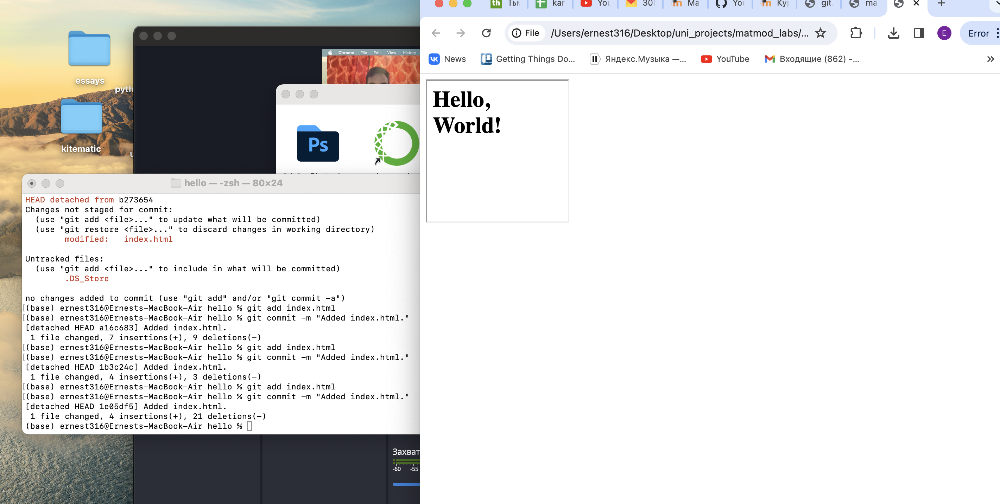 essays
kitematic
Chrome File Edit View History
Ps
hello — -zsh — 80×24
HEAD detached from b273654
Changes not staged for commit:
(use "git add <file>..." to update what will be committed)
(use "git restore <file>..." to discard changes in working directory)
modified: index.html
Untracked files:
(use "git add <file>..." to include in what will be committed)
.DS_Store
no changes added to commit (use "git add" and/or "git commit -a")
[(base) ernest316@Ernests-MacBook-Air hello % git add index.html
[(base) ernest316@Ernests-MacBook-Air hello % git commit -m "Added index.html."
[detached HEAD a16c683] Added index.html.
1 file changed, 7 insertions(+), 9 deletions(-)
[(base) ernest316@Ernests-MacBook-Air hello % git add index.html
[(base) ernest316@Ernests-MacBook-Air hello % git commit -m "Added index.html."
[detached HEAD 1b3c24c] Added index.html.
1 file changed, 4 insertions(+), 3 deletions(-)
[(base) ernest316@Ernests-MacBook-Air hello % git add index.html
[(base) ernest316@Ernests-MacBook-Air hello % git commit -m "Added index.html."
[detached HEAD 1e05df5] Added index.html.
1 file changed, 4 insertions(+), 21 deletions(-)
(base) ernest316@Ernests-MacBook-Air hello %
Захват
-60 -55
th kar You Ma You git ma
File /Users/ernest316/Desktop/uni_projects/matmod_labs/... E Error
News Getting Things Do... Яндекс.Музыка —... YouTube Входящие (862) -...
Hello,
World!